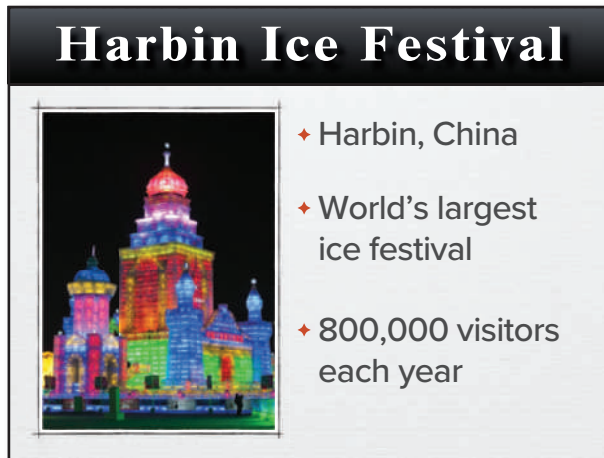 Harbin Ice Festival
Harbin, China
World's largest
ice festival
800,000 visitors
each year